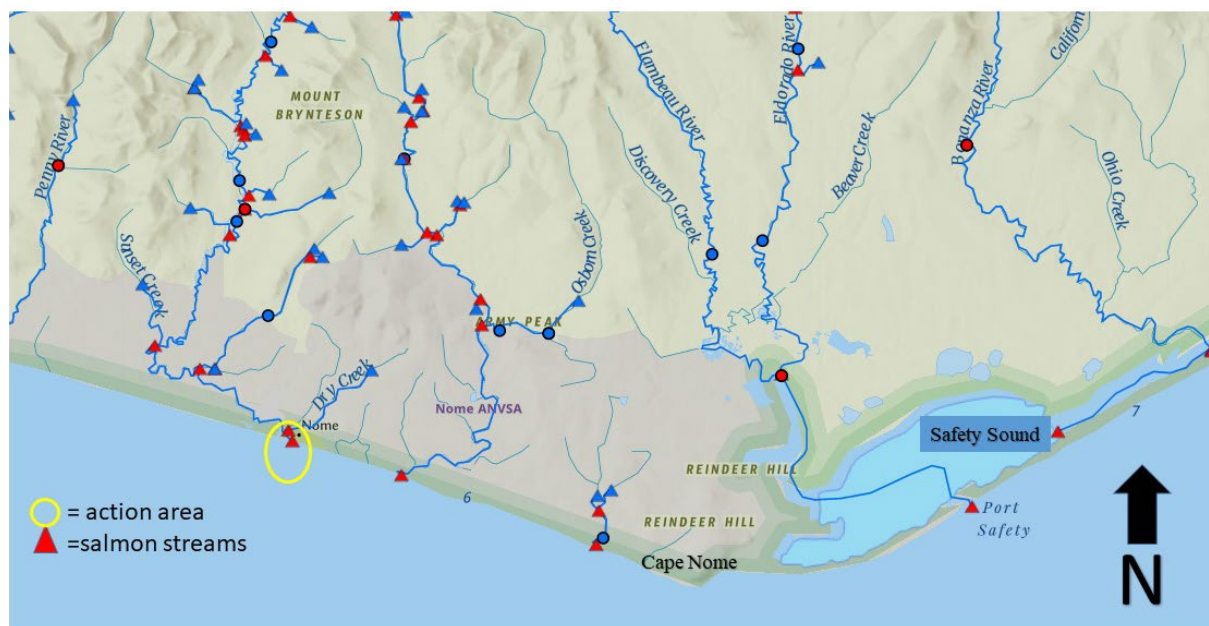 MOUNT
BRYNTESON
Penny River
Sunset Creek
Flambeau River
Discovery Creek
Eldorado River
Beaver Creek
Bonanza River
Californ
Ohio Creek
Osborn Creek
ARMY PEAK
Dry Creek
Nome ANVSA
Nome
Safety Sound
7
REINDEER HILL
6
REINDEER HILL
Port
Safety
Cape Nome
= action area
=salmon streams
N